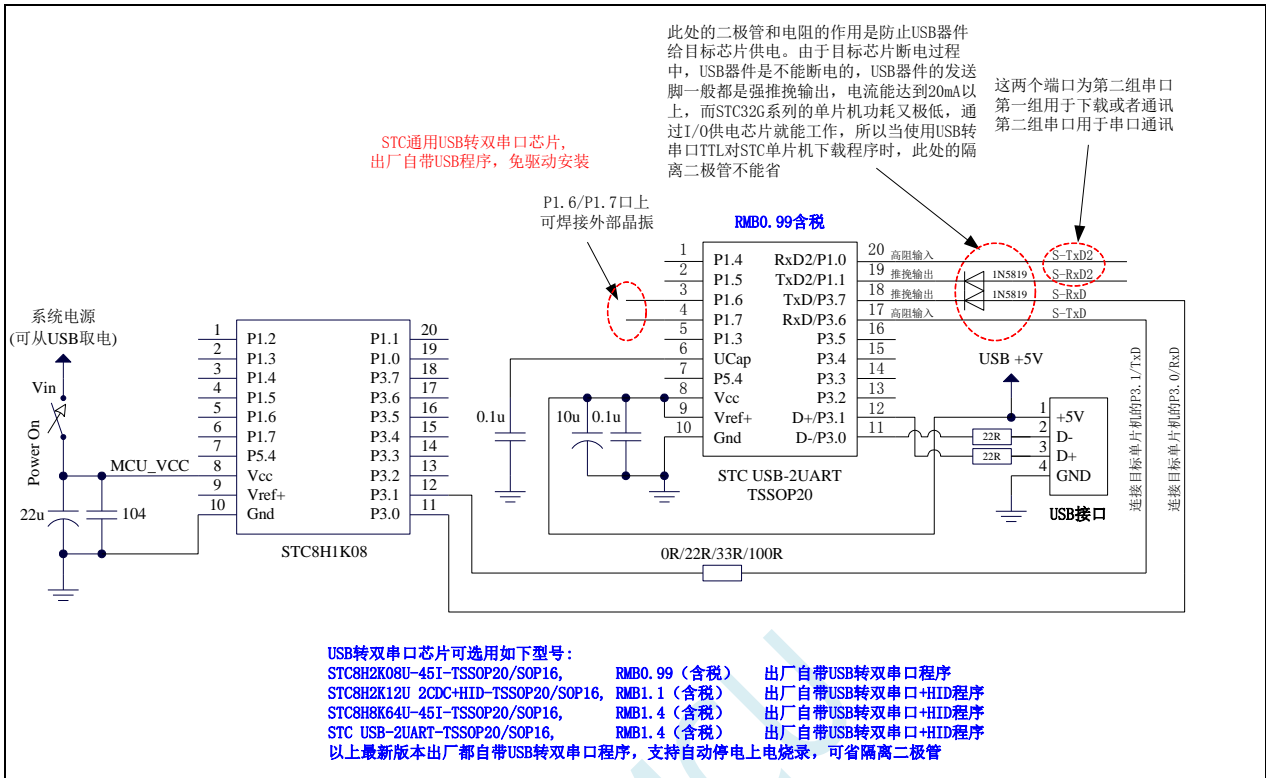 此处的二极管和电阻的作用是防止USB器件
给目标芯片供电。由于目标芯片断电过程
中，USB器件是不能断电的，USB器件的发送
脚一般都是强推挽输出，电流能达到20mA以
上，而STC32G系列的单片机功耗又极低，通
过I/O供电芯片就能工作，所以当使用USB转
串口TTL对STC单片机下载程序时，此处的隔
离二极管不能省
这两个端口为第二组串口
第一组用于下载或者通讯
第二组串口用于串口通讯
STC通用USB转双串口芯片,
出厂自带USB程序，免驱动安装
P1.6/P1.7口上
可焊接外部晶振
RMB0.99含税
1 P1.4 RxD2/P1.0 20 高阻输入 S-TxD2
2 P1.5 TxD2/P1.1 19 推挽输出 1N5819 S-RxD2
3 P1.6 TxD/P3.7 18 推挽输出 1N5819 S-RxD
4 P1.7 RxD/P3.6 17 高阻输入 S-TxD
5 P1.3 P3.5 16
6 UCap P3.4 15
7 P5.4 P3.3 14
8 Vcc P3.2 13
9 Vref+ D+/P3.1 12
10 Gnd D-/P3.0 11
STC USB-2UART
TSSOP20
0.1u
10u
0.1u
USB +5V
22R
22R
1 +5V
2 D-
3 D+
4 GND
USB接口
连接目标单片机的P3.1/TxD
连接目标单片机的P3.0/RxD
系统电源
(可从USB取电)
Vin
Power On
MCU_VCC
22u
104
1 P1.2 P1.1 20
2 P1.3 P1.0 19
3 P1.4 P3.7 18
4 P1.5 P3.6 17
5 P1.6 P3.5 16
6 P1.7 P3.4 15
7 P5.4 P3.3 14
8 Vcc P3.2 13
9 Vref+ P3.1 12
10 Gnd P3.0 11
STC8H1K08
0R/22R/33R/100R
USB转双串口芯片可选用如下型号:
STC8H2K08U-45I-TSSOP20/SOP16, RMB0.99（含税） 出厂自带USB转双串口程序
STC8H2K12U 2CDC+HID-TSSOP20/SOP16, RMB1.1（含税） 出厂自带USB转双串口+HID程序
STC8H8K64U-45I-TSSOP20/SOP16, RMB1.4（含税） 出厂自带USB转双串口+HID程序
STC USB-2UART-TSSOP20/SOP16, RMB1.4（含税） 出厂自带USB转双串口+HID程序
以上最新版本出厂都自带USB转双串口程序，支持自动停电上电烧录，可省隔离二极管